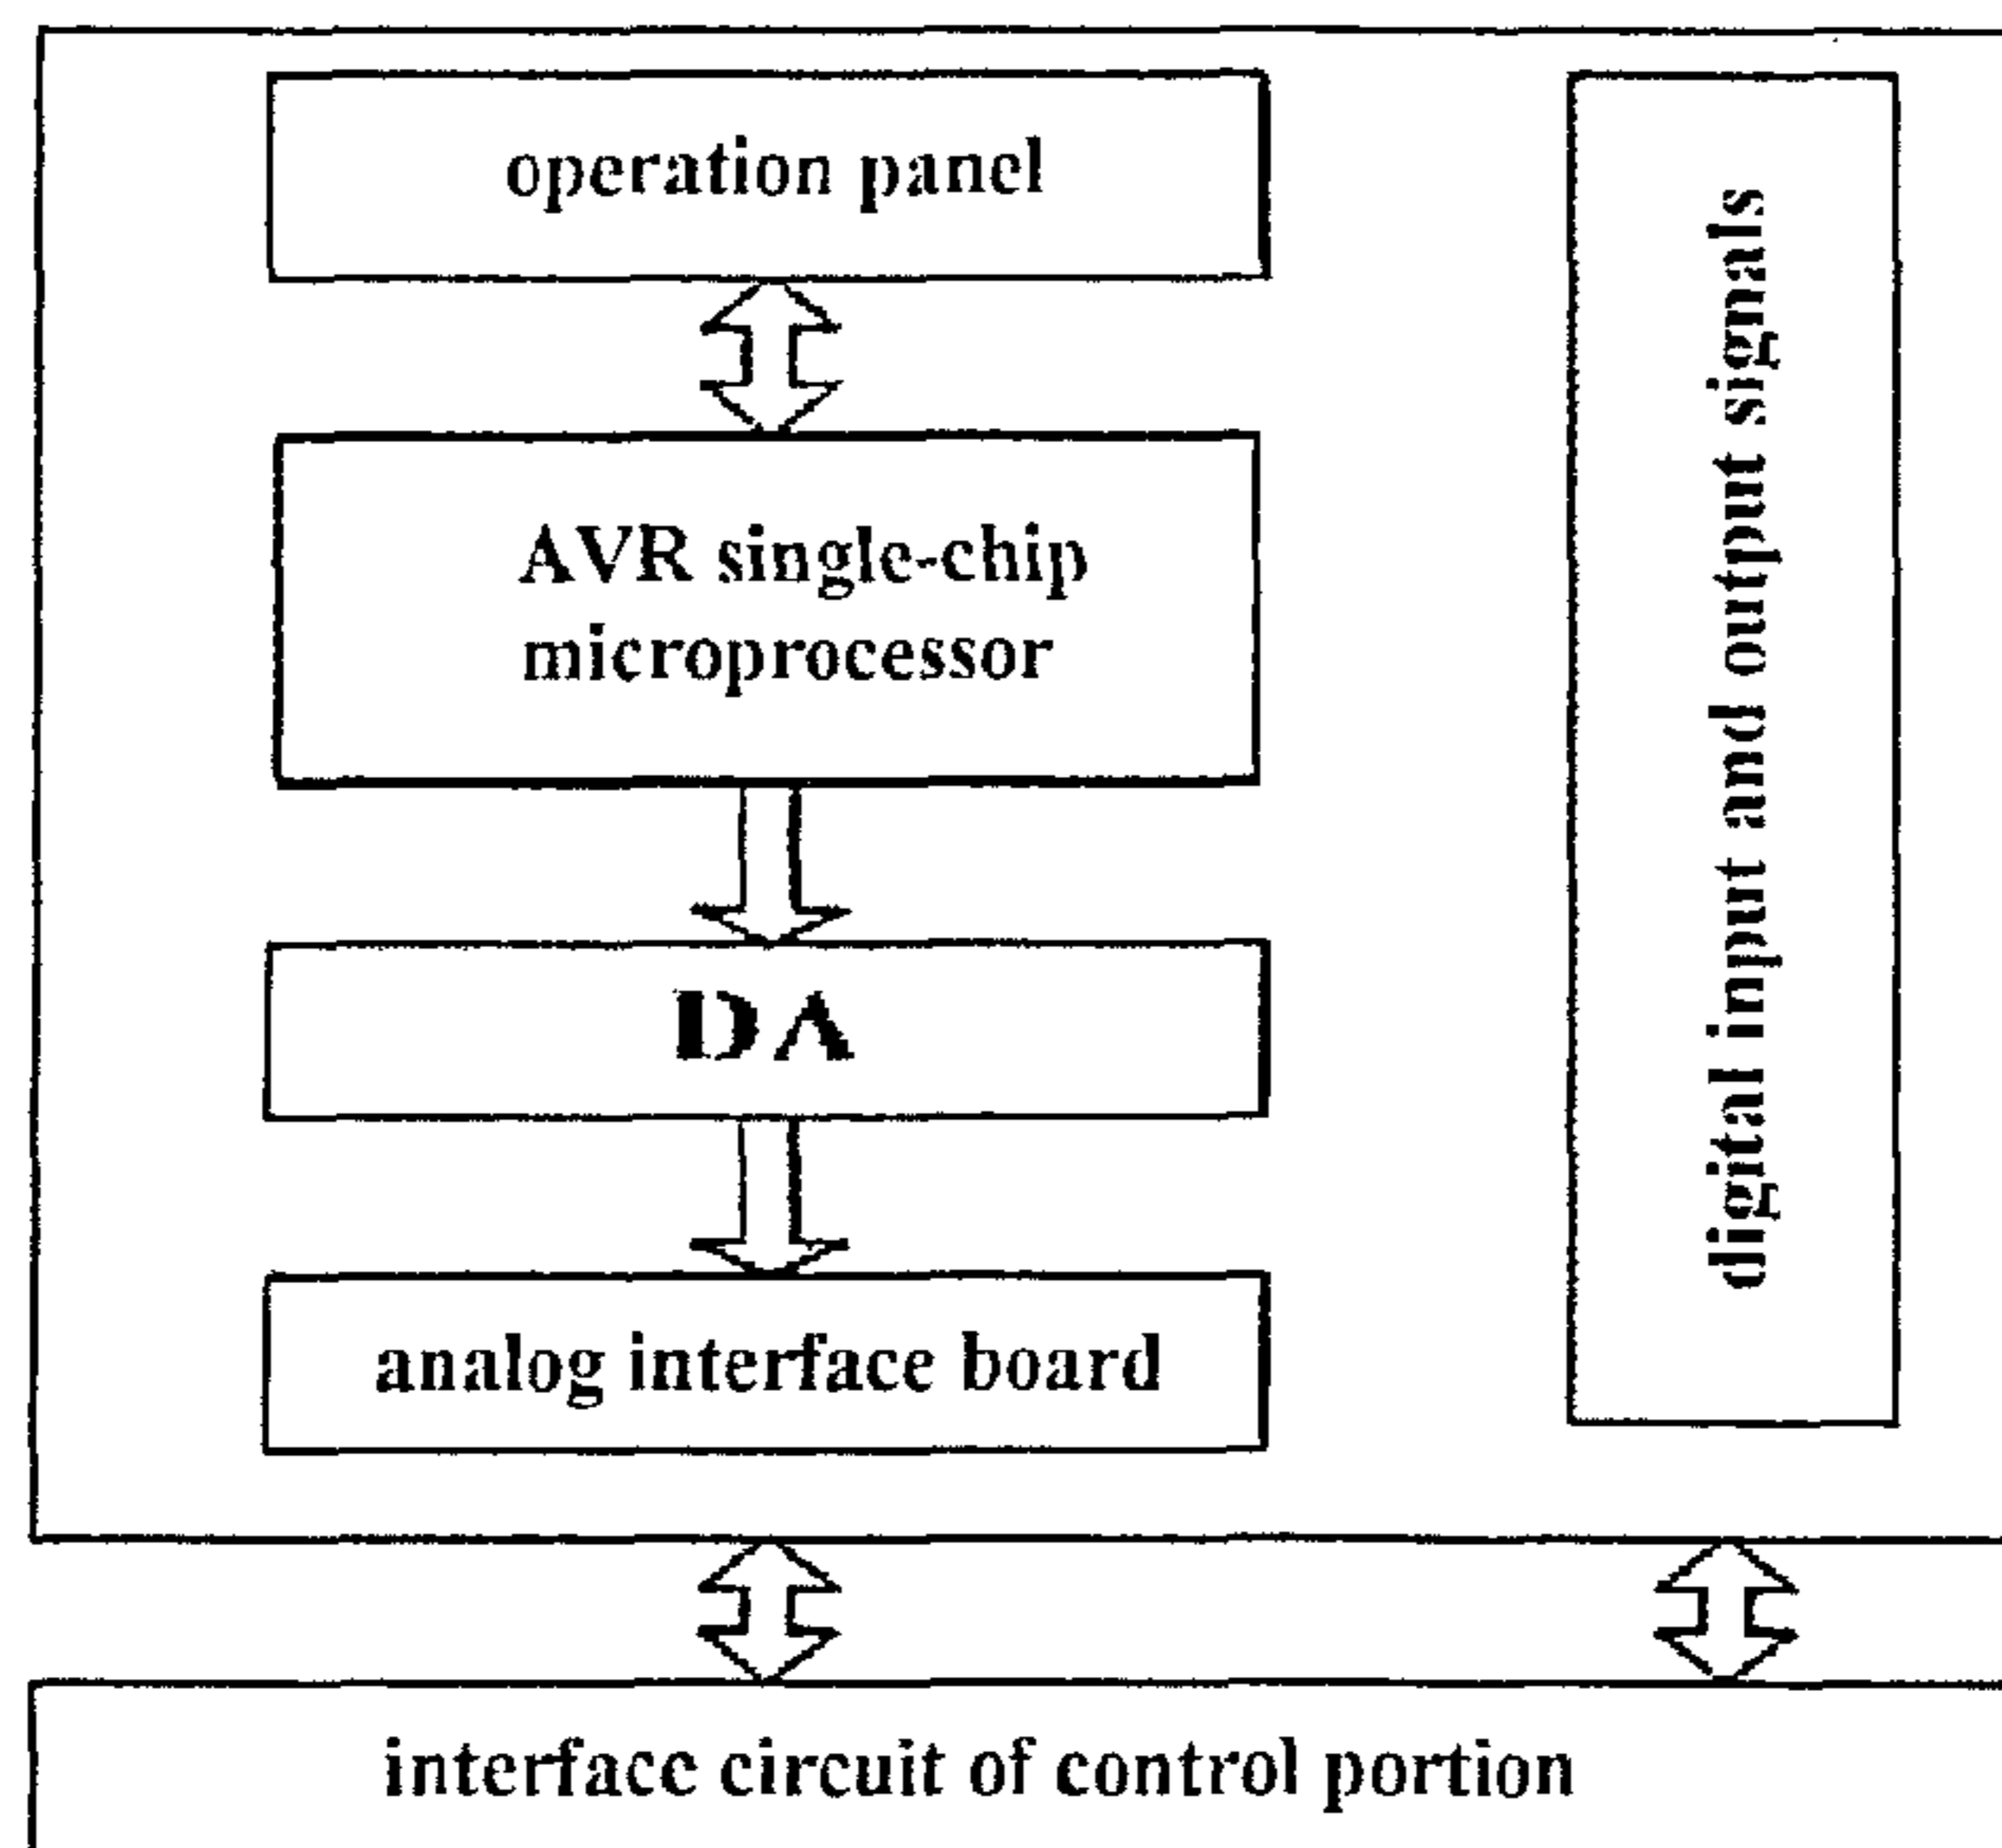 operation panel
AVR single-chip
microprocessor
DA
analog interface board
digital input and output signals
interface circuit of control portion